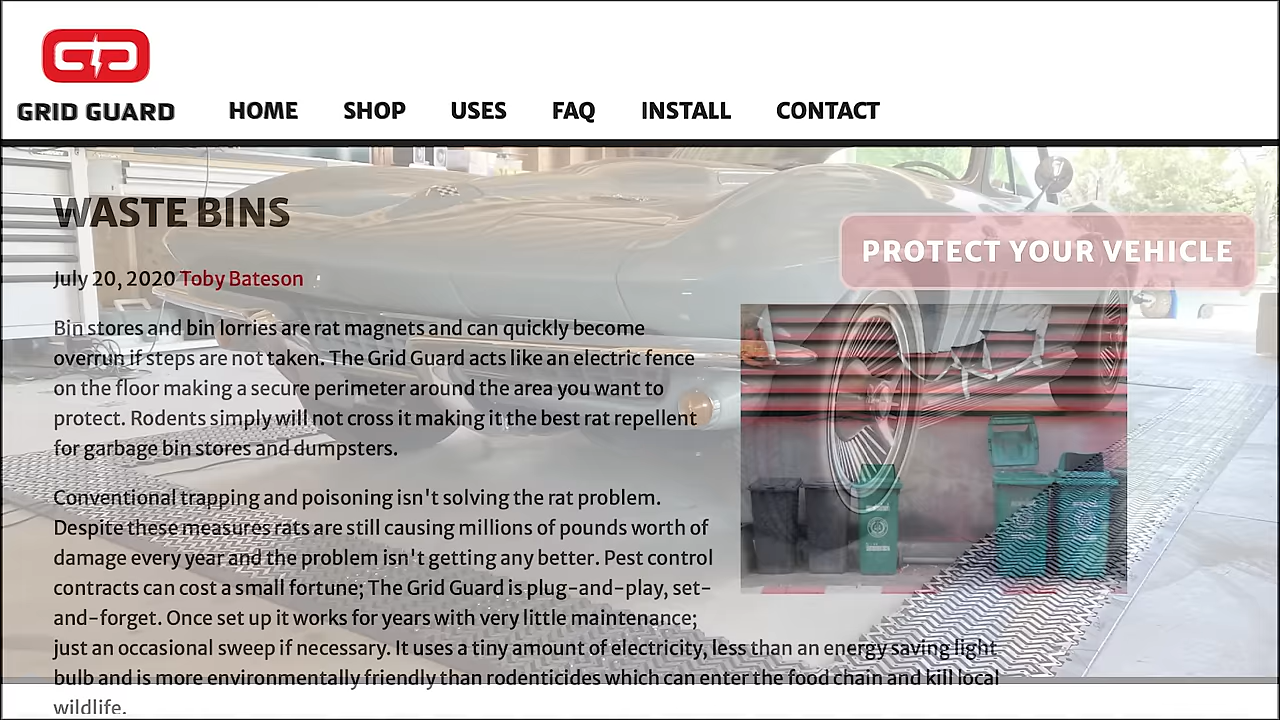 GRID GUARD
HOME SHOP USES FAQ INSTALL CONTACT
WASTE BINS
PROTECT YOUR VEHICLE
July 20, 2020 Toby Bateson
Bin stores and bin lorries are rat magnets and can quickly become
overrun if steps are not taken. The Grid Guard acts like an electric fence
on the floor making a secure perimeter around the area you want to
protect. Rodents simply will not cross it making it the best rat repellent
for garbage bin stores and dumpsters.
Conventional trapping and poisoning isn't solving the rat problem.
Despite these measures rats are still causing millions of pounds worth of
damage every year and the problem isn't getting any better. Pest control
contracts can cost a small fortune; The Grid Guard is plug-and-play, set-
and-forget. Once set up it works for years with very little maintenance;
just an occasional sweep if necessary. It uses a tiny amount of electricity, less than an energy saving light
bulb and is more environmentally friendly than rodenticides which can enter the food chain and kill local
wildlife.